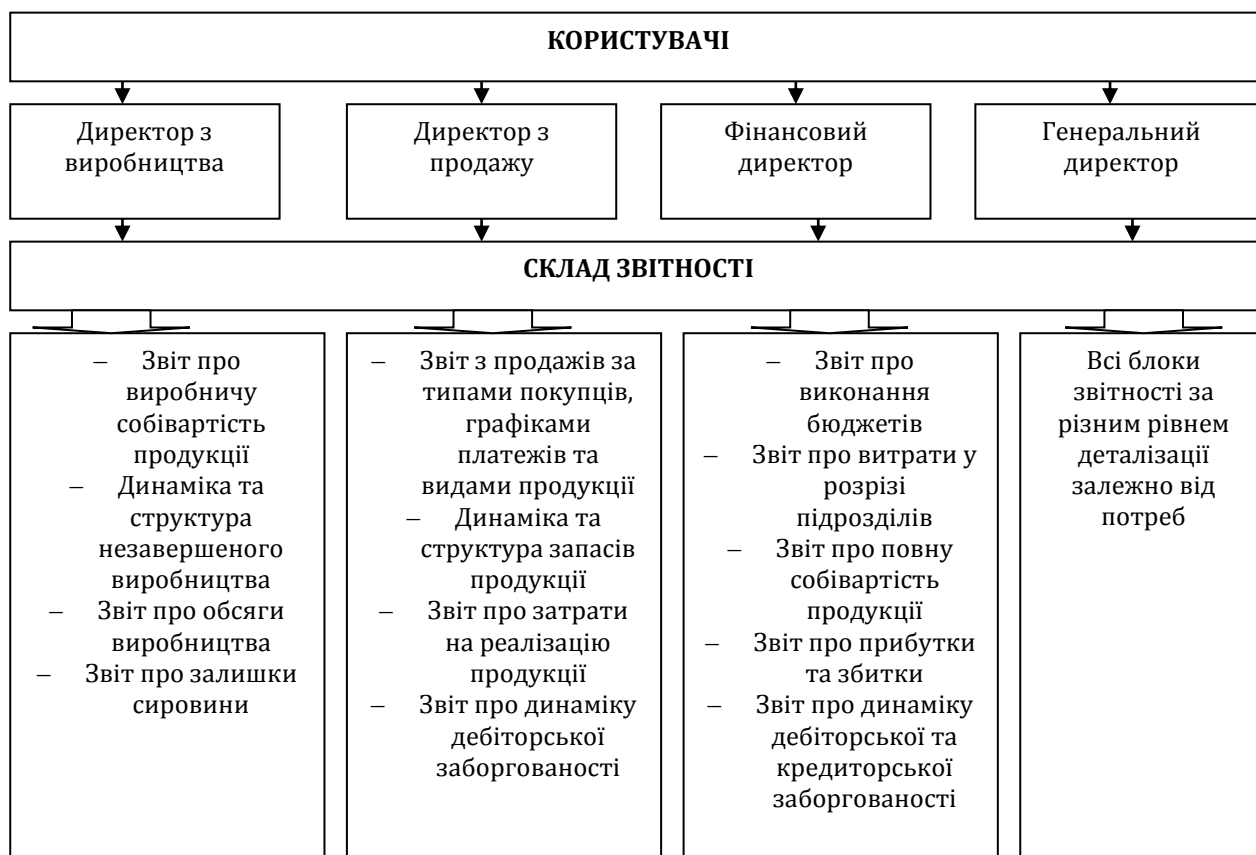 КОРИСТУВАЧІ
Директор з
виробництва
Директор з
продажу
Фінансовий
директор
Генеральний
директор
СКЛАД ЗВІТНОСТІ
– Звіт про
виробничу
собівартість
продукції
– Динаміка та
структура
незавершеного
виробництва
– Звіт про обсяги
виробництва
– Звіт про залишки
сировини
– Звіт з продажів за
типами покупців,
графіками
платежів та
видами продукції
– Динаміка та
структура запасів
продукції
– Звіт про затрати
на реалізацію
продукції
– Звіт про динаміку
дебіторської
заборгованості
– Звіт про
виконання
бюджетів
– Звіт про витрати у
розрізі
підрозділів
– Звіт про повну
собівартість
продукції
– Звіт про прибутки
та збитки
– Звіт про динаміку
дебіторської та
кредиторської
заборгованості
Всі блоки
звітності за
різним рівнем
деталізації
залежно від
потреб